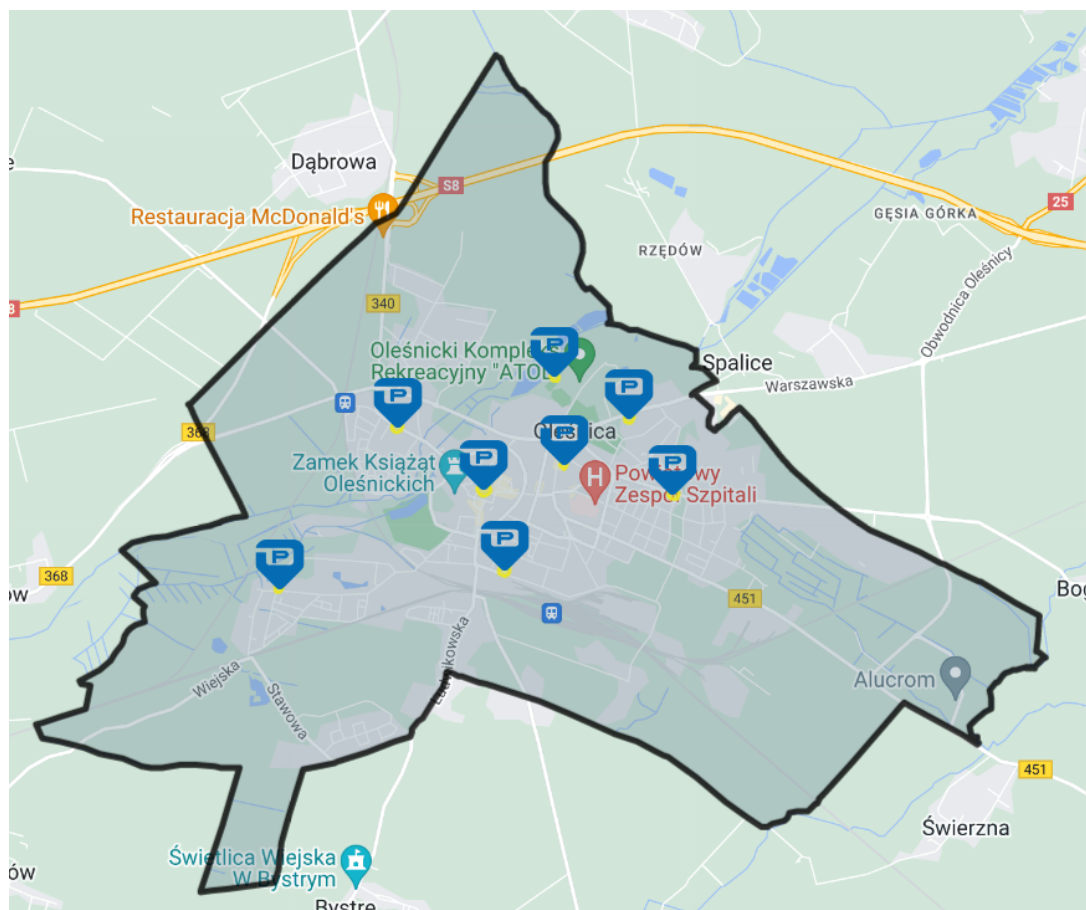 Dąbrowa
S8
25
Restauracja McDonald's
GĘSIA GÓRKA
RZĘDÓW
Obwodnica Oleśnicy
340
Oleśnicki Kompleks
Rekreacyjny "ATOL
Spalice
Warszawska
P
P
P
368
Oleśnica
Zamek Książąt
Oleśnickich
P
P
H
Powiatowy
Zespół Szpitali
P
P
368
451
Bog
Wiejska
Ludwikowska
Stawowa
Alucrom
451
Świerzna
Świetlica Wiejska
W Bystrym
ów
Bystre